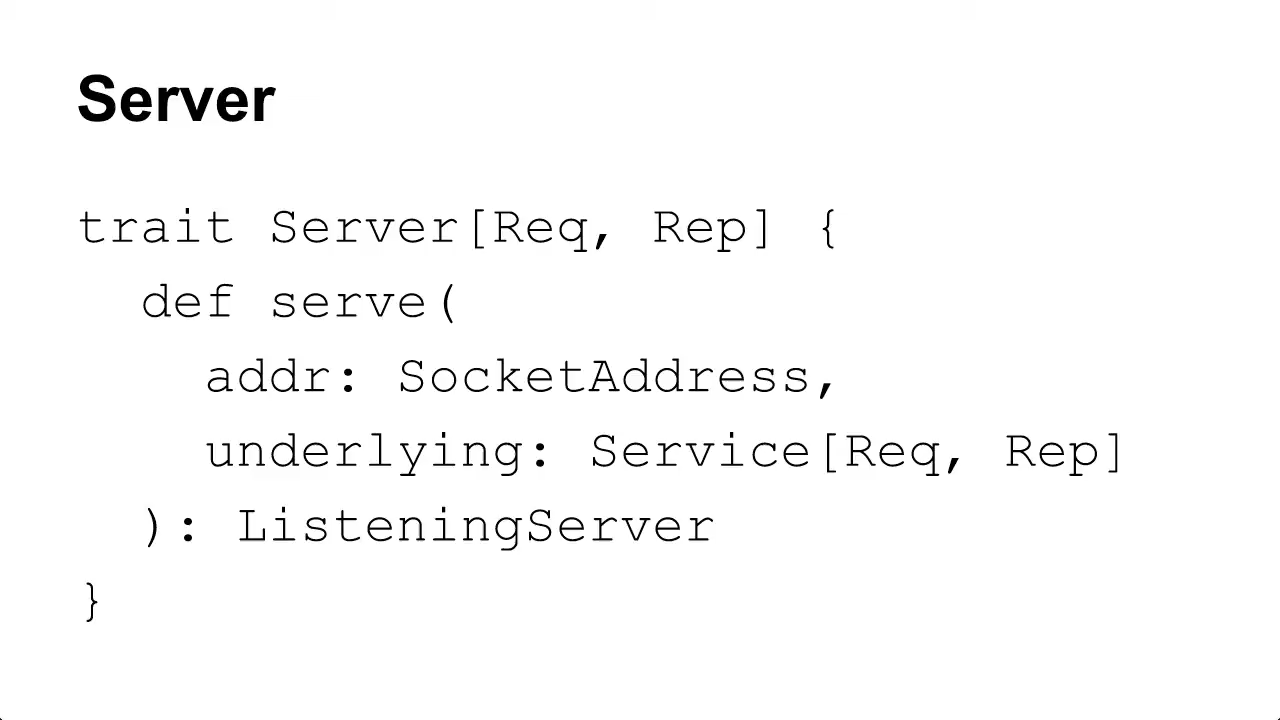 Server
trait Server[Req, Rep] {
  def serve(
    addr: SocketAddress,
    underlying: Service[Req, Rep]
  ): ListeningServer
}